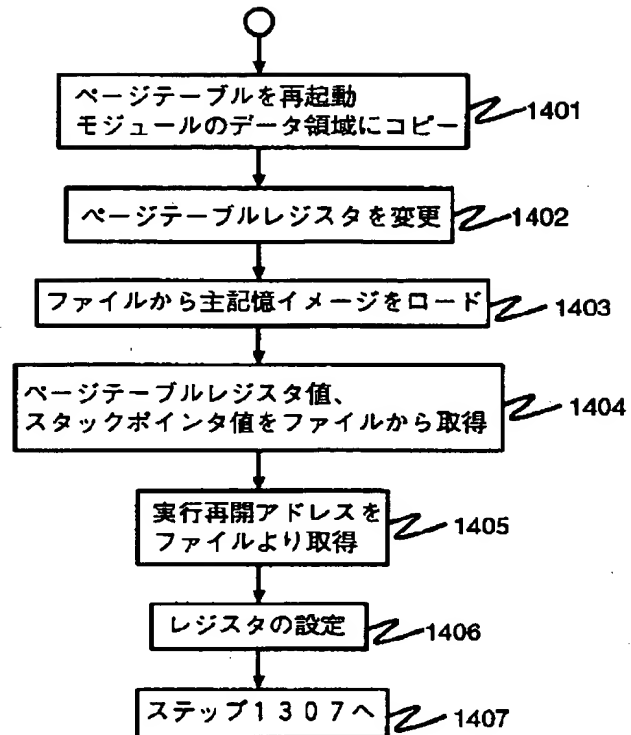 ページテーブルを再起動
モジュールのデータ領域にコピー
1401
ページテーブルレジスタを変更
1402
ファイルから主記憶イメージをロード
1403
ページテーブルレジスタ値、
スタックポインタ値をファイルから取得
1404
実行再開アドレスを
ファイルより取得
1405
レジスタの設定
1406
ステップ1307へ
1407